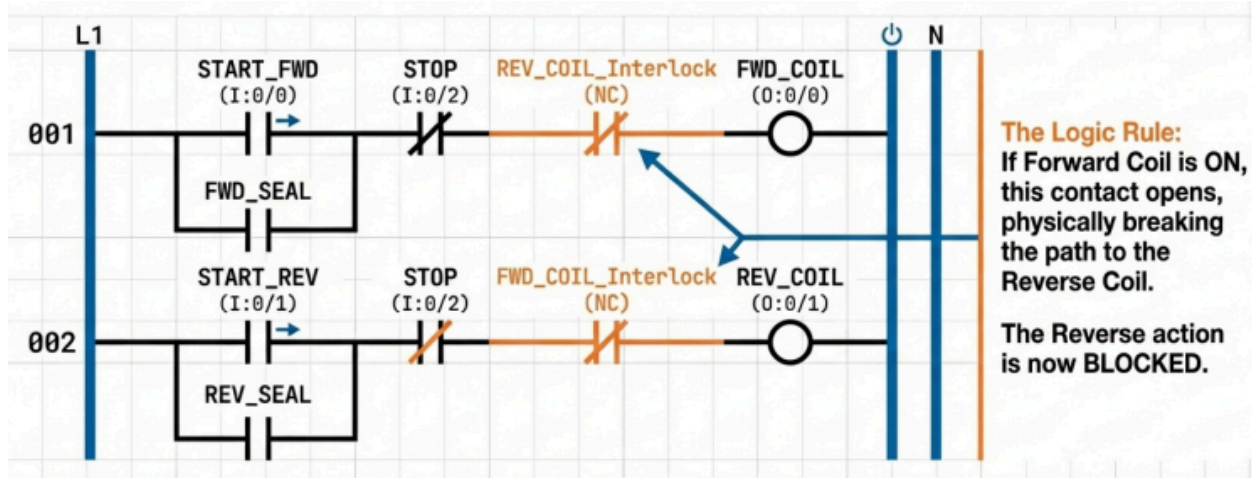 L1
N
START_FWD
(I:0/0)
STOP
(I:0/2)
REV_COIL_Interlock
(NC)
FWD_COIL
(O:0/0)
001
FWD_SEAL
START_REV
(I:0/1)
STOP
(I:0/2)
FWD_COIL_Interlock
(NC)
REV_COIL
(O:0/1)
002
REV_SEAL
The Logic Rule:
If Forward Coil is ON,
this contact opens,
physically breaking
the path to the
Reverse Coil.
The Reverse action
is now BLOCKED.